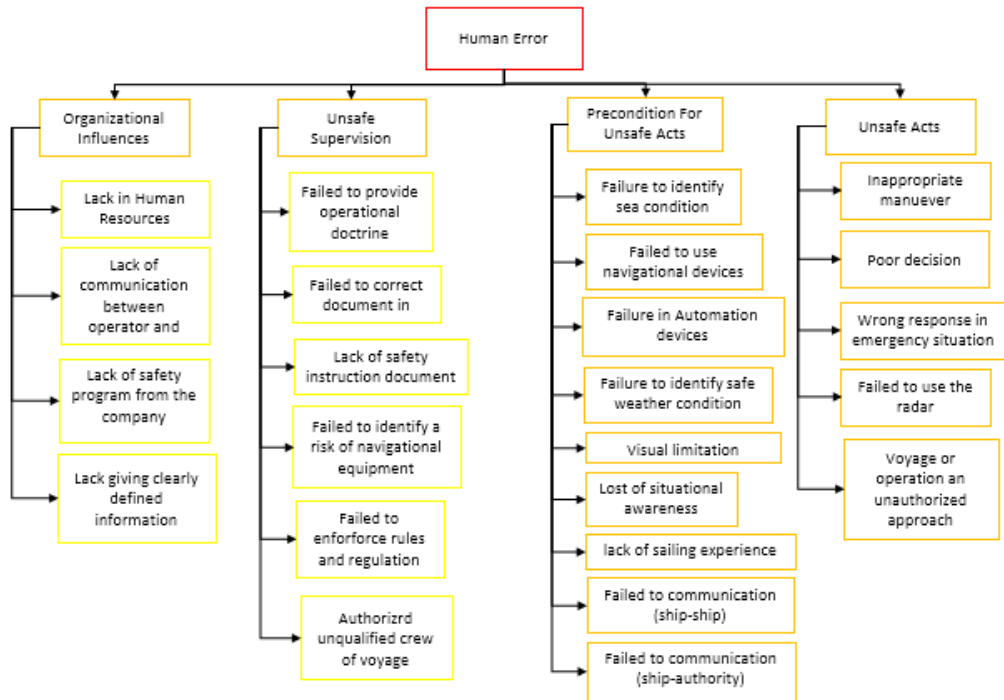 Human Error
Organizational
Influences
Lack in Human
Resources
Lack of
communication
between
operator and
Lack of safety
program from the
company
Lack giving clearly
defined
information
Unsafe
Supervision
Failed to provide
operational
doctrine
Failed to correct
document in
Lack of safety
instruction document
Failed to identify a
risk of navigational
equipment
Failed to
enforforce rules
and regulation
Authorizrd
unqualified crew
of voyage
Precondition For
Unsafe Acts
Failure to identify
sea condition
Failed to use
navigational devices
Failure in Automation
devices
Failure to identify safe
weather condition
Visual limitation
Lost of situational
awareness
lack of sailing experience
Failed to communication
(ship-ship)
Failed to communication
(ship-authority)
Unsafe Acts
Inappropriate
manuever
Poor decision
Wrong response in
emergency situation
Failed to use the
radar
Voyage or
operation an
unauthorized
approach